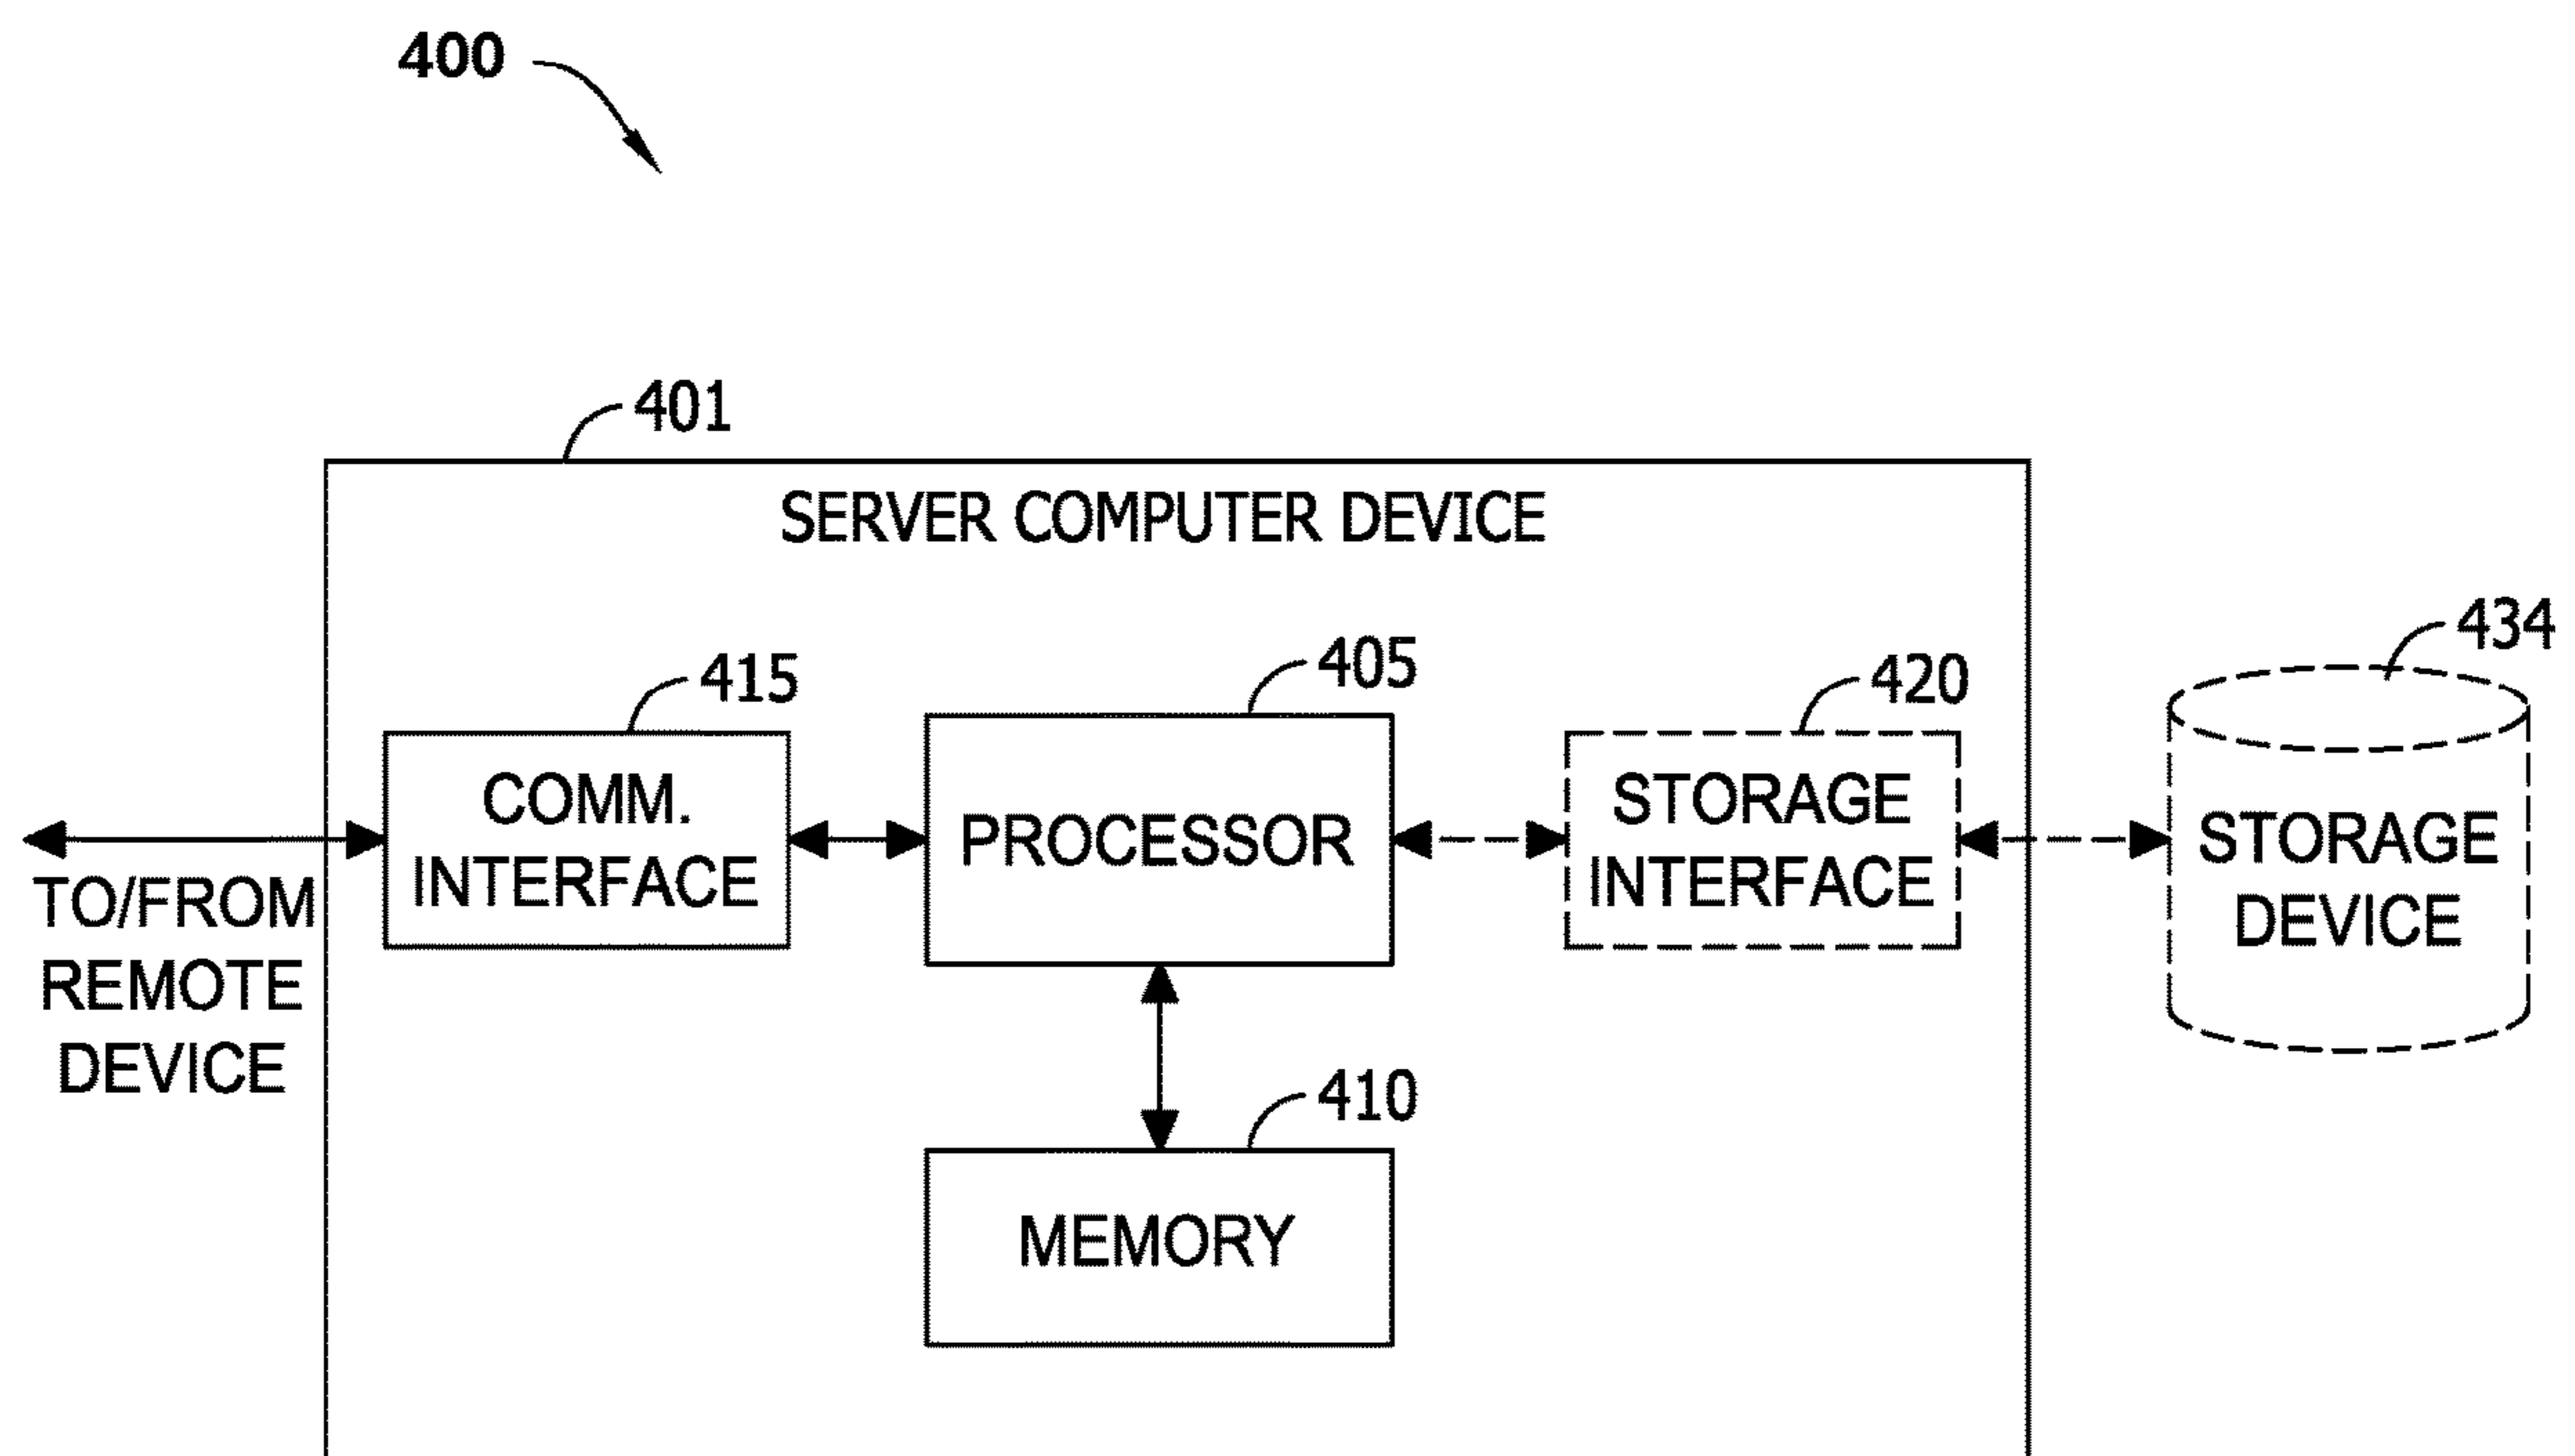 400
401
SERVER COMPUTER DEVICE
434
415
405
420
COMM.
INTERFACE
PROCESSOR
STORAGE
INTERFACE
STORAGE
DEVICE
TO/FROM
REMOTE
DEVICE
410
MEMORY